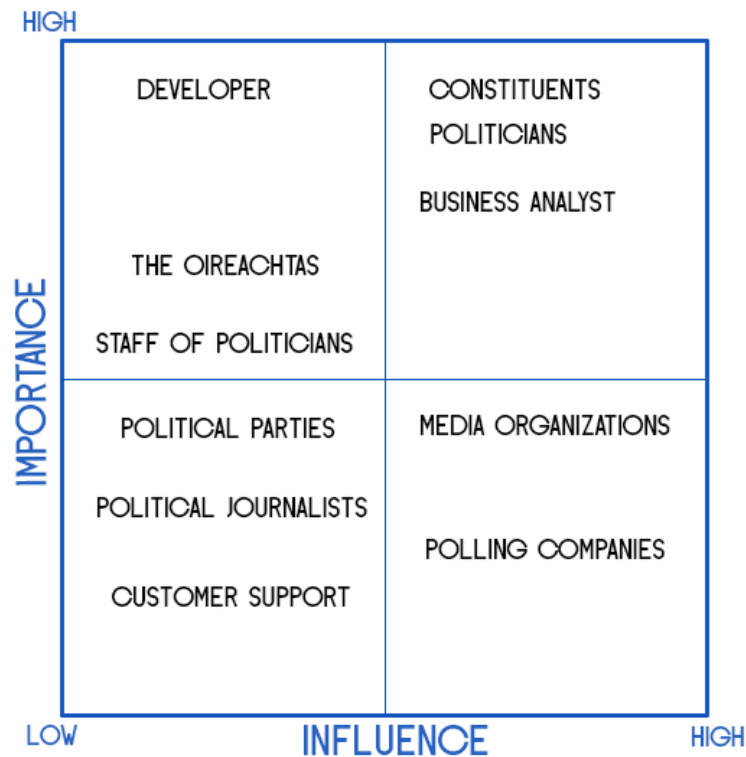 HIGH
DEVELOPER
CONSTITUENTS
POLITICIANS
BUSINESS ANALYST
THE OIREACHTAS
STAFF OF POLITICIANS
IMPORTANCE
POLITICAL PARTIES
MEDIA ORGANIZATIONS
POLITICAL JOURNALISTS
POLLING COMPANIES
CUSTOMER SUPPORT
LOW
INFLUENCE
HIGH